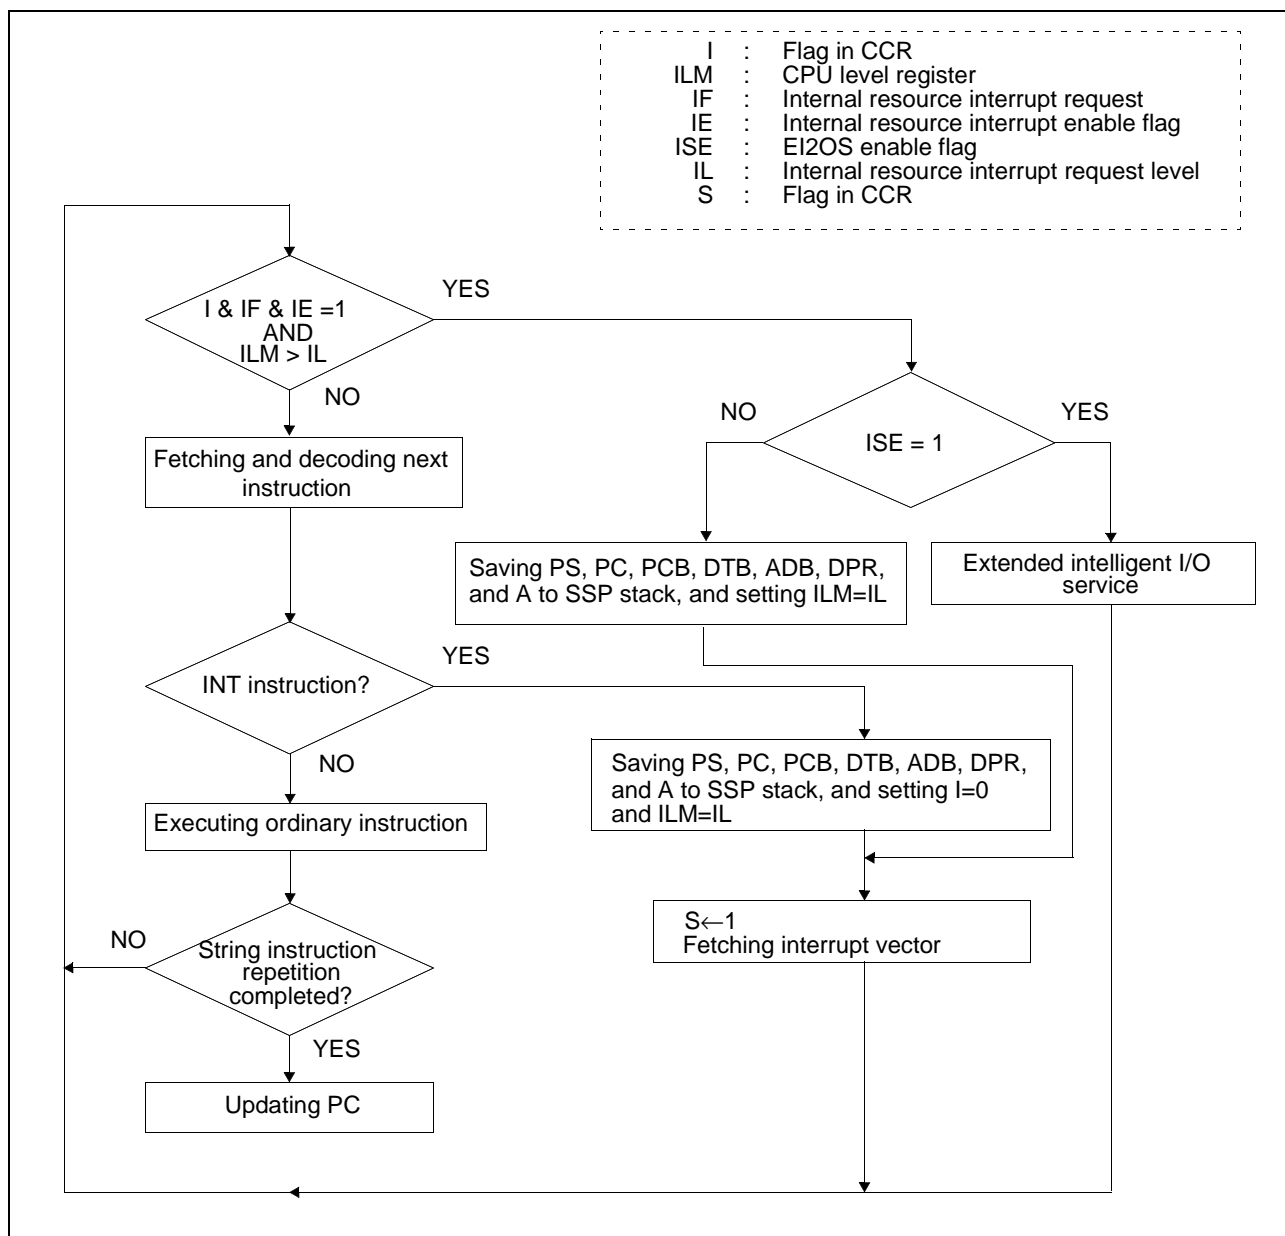 I : Flag in CCR
ILM : CPU level register
IF : Internal resource interrupt request
IE : Internal resource interrupt enable flag
ISE : EI2OS enable flag
IL : Internal resource interrupt request level
S : Flag in CCR
I & IF & IE =1
AND
ILM > IL
YES
NO
Fetching and decoding next
instruction
ISE = 1
NO
YES
Saving PS, PC, PCB, DTB, ADB, DPR,
and A to SSP stack, and setting ILM=IL
Extended intelligent I/O
service
INT instruction?
YES
NO
Saving PS, PC, PCB, DTB, ADB, DPR,
and A to SSP stack, and setting I=0
and ILM=IL
Executing ordinary instruction
S←1
Fetching interrupt vector
String instruction
repetition
completed?
NO
YES
Updating PC